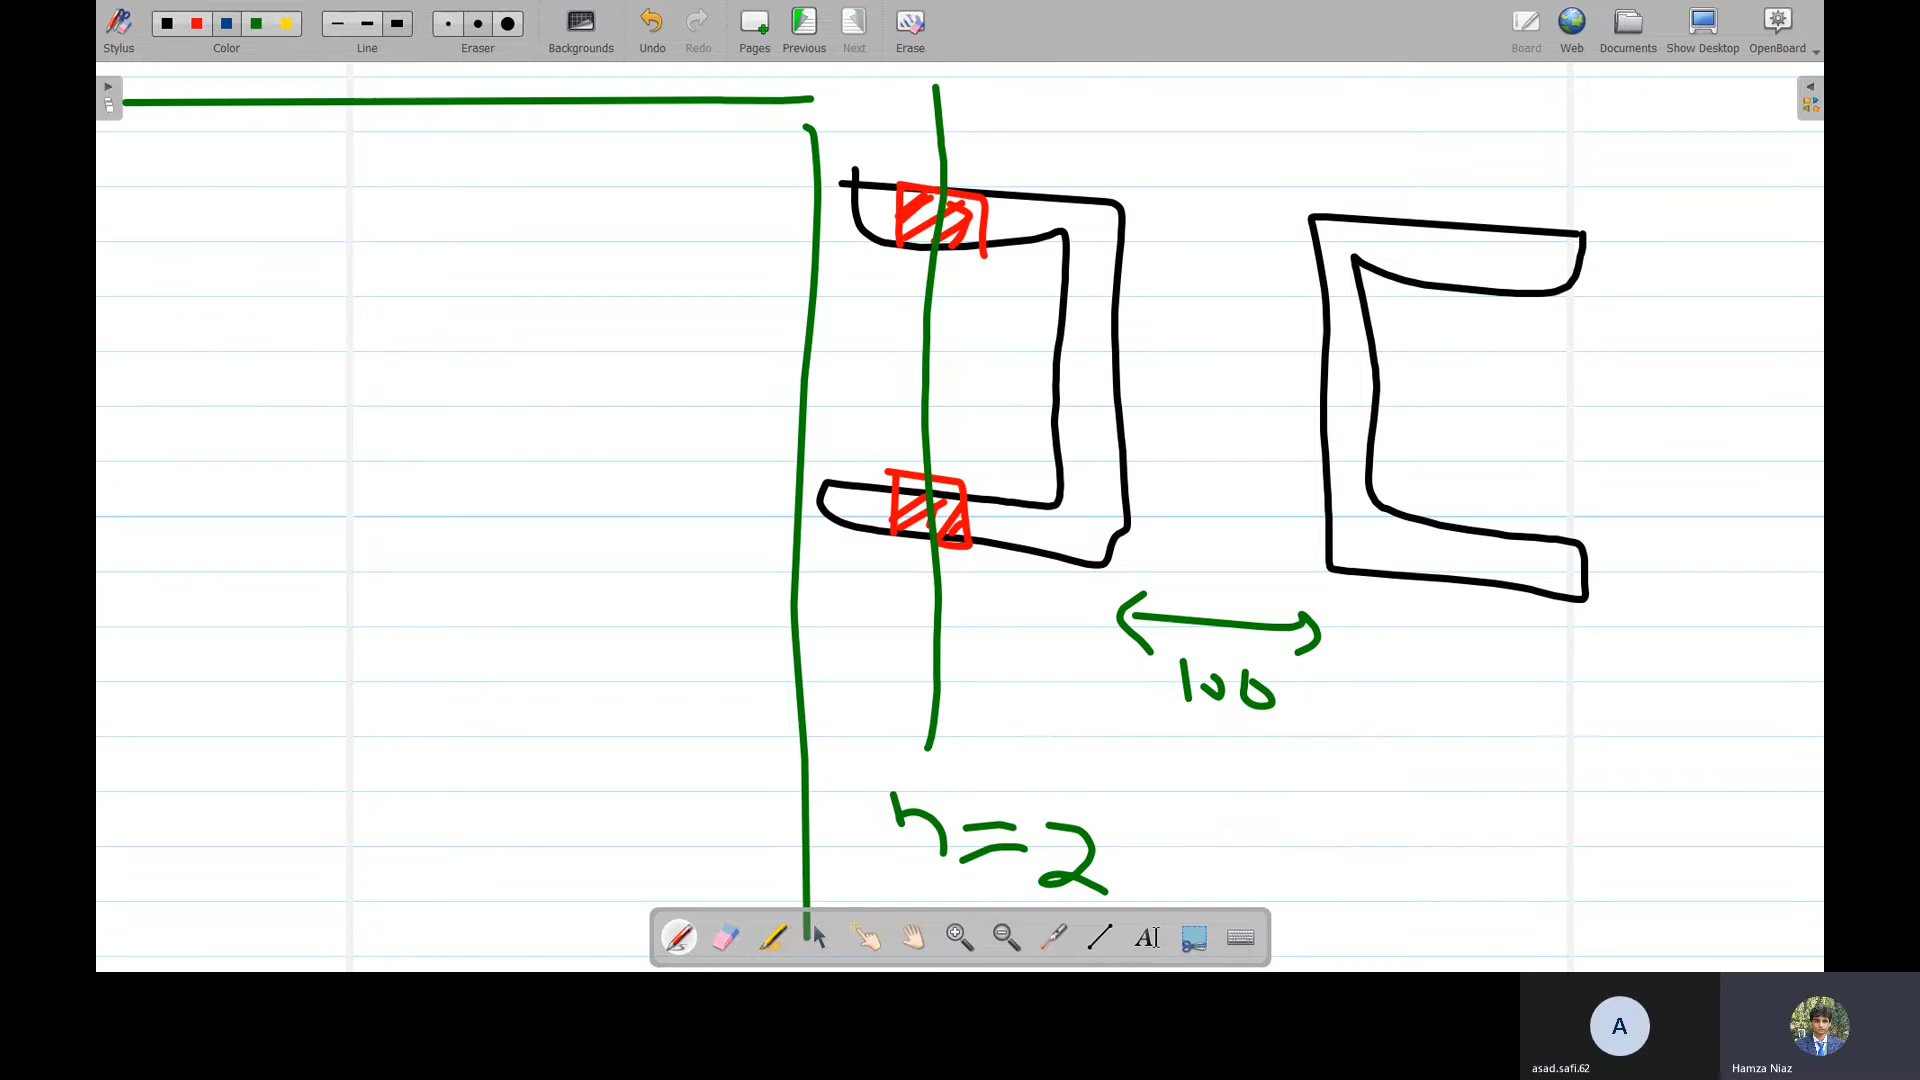 Stylus
Color
Line
Eraser
Backgrounds
Undo
Redo
Pages
Previous
Next
Erase
Board
Web
Documents
Show Desktop
OpenBoard
100
n=2
A
asad.safi.62
Hamza Niaz